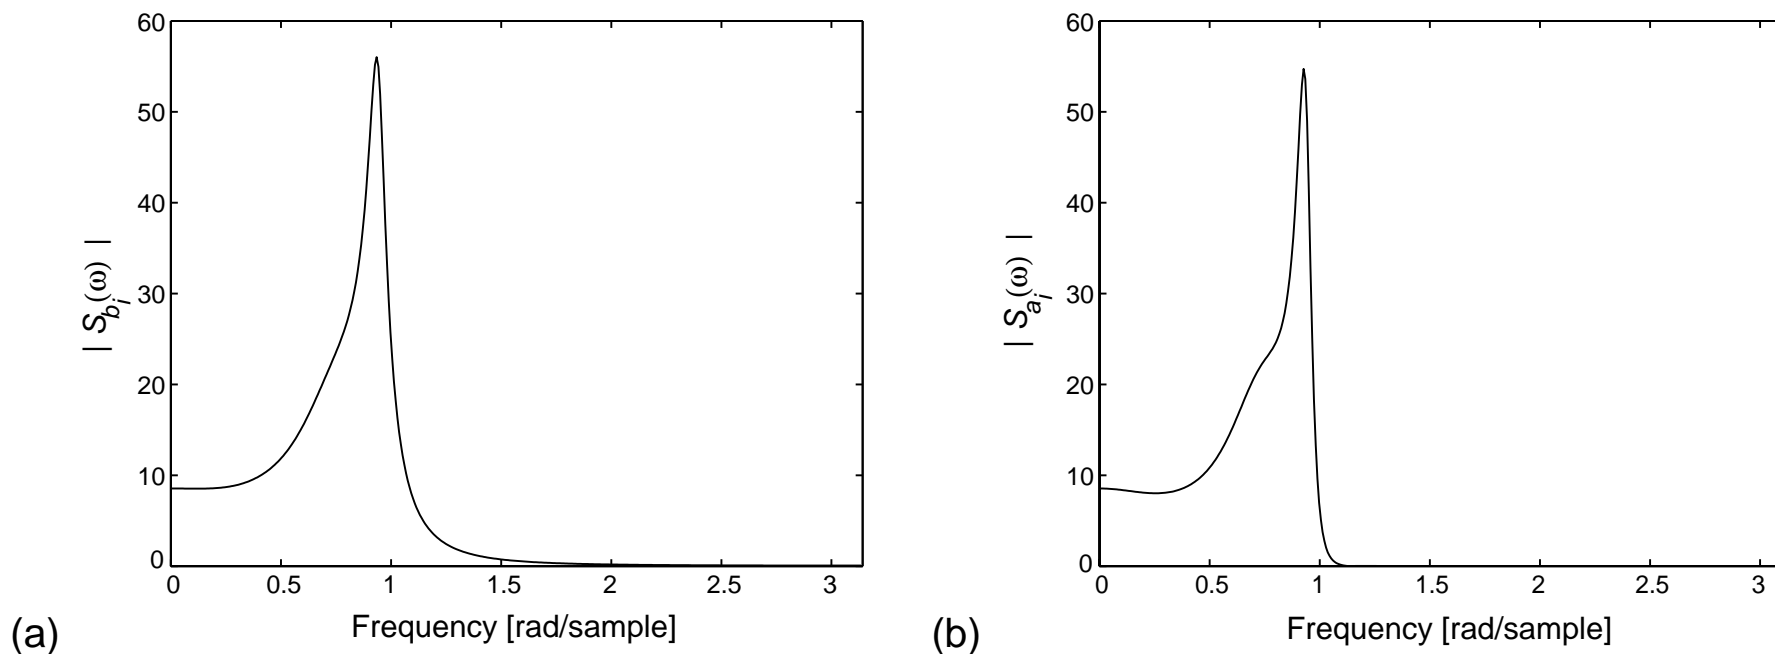 60
50
40
30
20
10
0
| S_{b_i}(ω) |
0 0.5 1 1.5 2 2.5 3
Frequency [rad/sample]
(a)
60
50
40
30
20
10
0
| S_{a_i}(ω) |
0 0.5 1 1.5 2 2.5 3
Frequency [rad/sample]
(b)